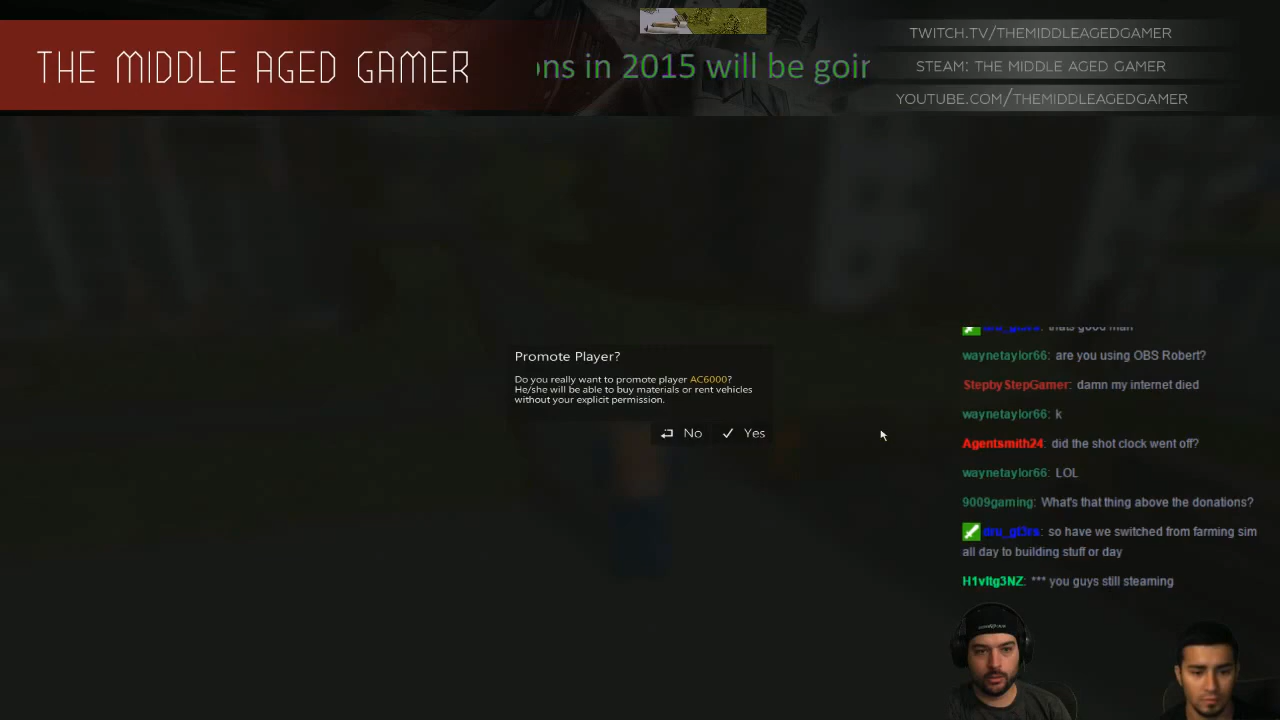 THE MIDDLE AGED GAMER
ons in 2015 will be goin
TWITCH.TV/THEMIDDLEAGEDGAMER
STEAM: THE MIDDLE AGED GAMER
YOUTUBE.COM/THEMIDDLEAGEDGAMER
thats good man
waynetaylor66: are you using OBS Robert?
StepbyStepGamer: damn my internet died
waynetaylor66: k
Agentsmith24: did the shot clock went off?
waynetaylor66: LOL
9009gaming: What's that thing above the donations?
dru_gf3rs: so have we switched from farming sim
all day to building stuff or day
H1vltg3NZ: *** you guys still steaming
Promote Player?
Do you really want to promote player AC6000?
He/she will be able to buy materials or rent vehicles
without your explicit permission.
No Yes